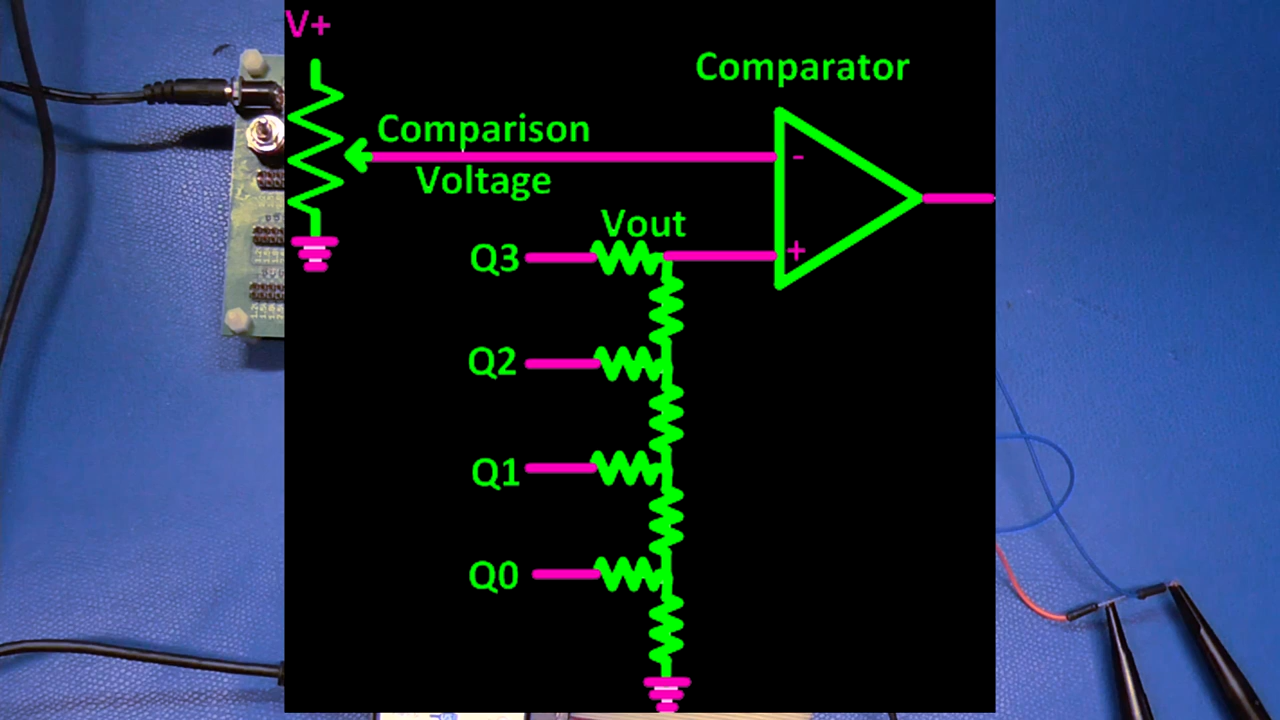 V+
Comparator
Comparison
-
Voltage
Vout
Q3
+
Q2
Q1
Q0